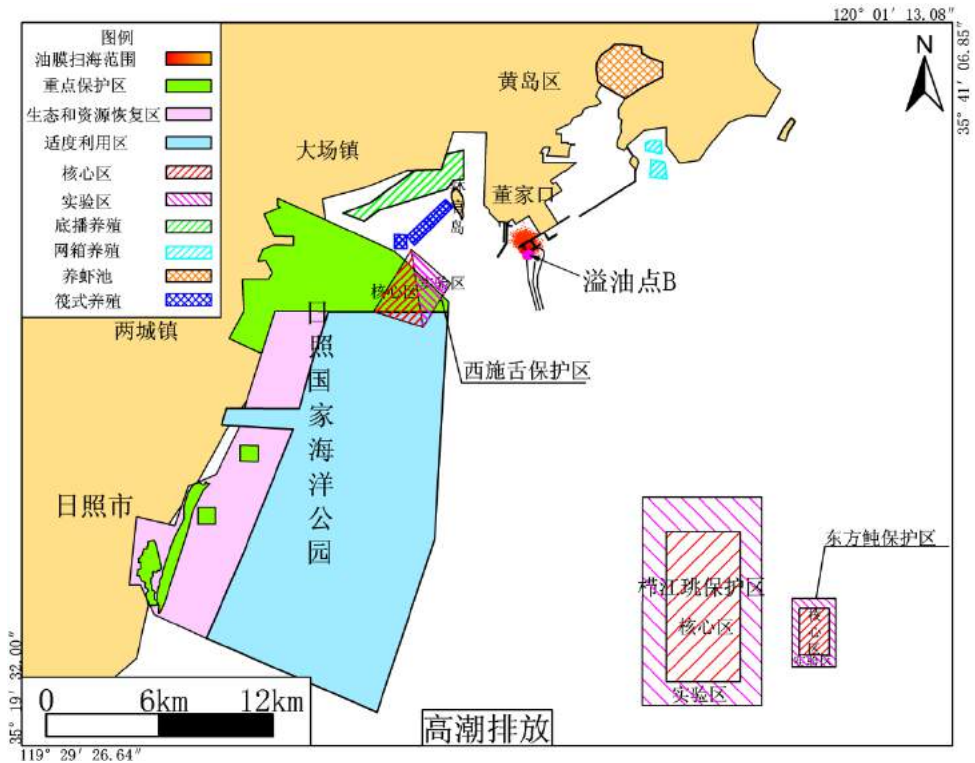 120° 01′ 13.08″
35° 41′ 06.85″
N
图例
油膜扫海范围
重点保护区
生态和资源恢复区
适度利用区
核心区
实验区
底播养殖
网箱养殖
养虾池
筏式养殖
黄岛区
大场镇
董家口
岛
溢油点B
核心区
实验区
两城镇
西施舌保护区
日照国家海洋公园
日照市
东方鲀保护区
栉江珧保护区
核心区
实验区
核心区
实验区
0 6km 12km
高潮排放
35° 19′ 32.00″
119° 29′ 26.64″